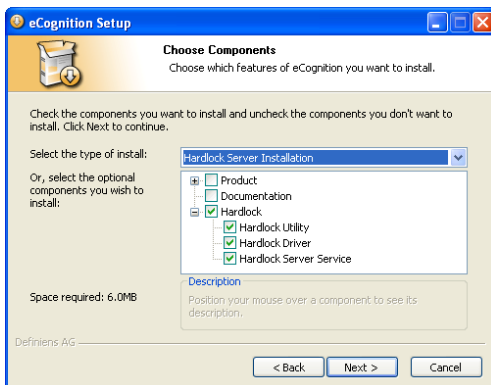 eCognition Setup
Choose Components
Choose which features of eCognition you want to install.
Check the components you want to install and uncheck the components you don't want to
install. Click Next to continue.
Select the type of install:
Hardlock Server Installation
Or, select the optional
components you wish to
install:
Product
Documentation
Hardlock
Hardlock Utility
Hardlock Driver
Hardlock Server Service
Space required: 6.0MB
Description
Position your mouse over a component to see its
description.
Definiens AG
< Back
Next >
Cancel